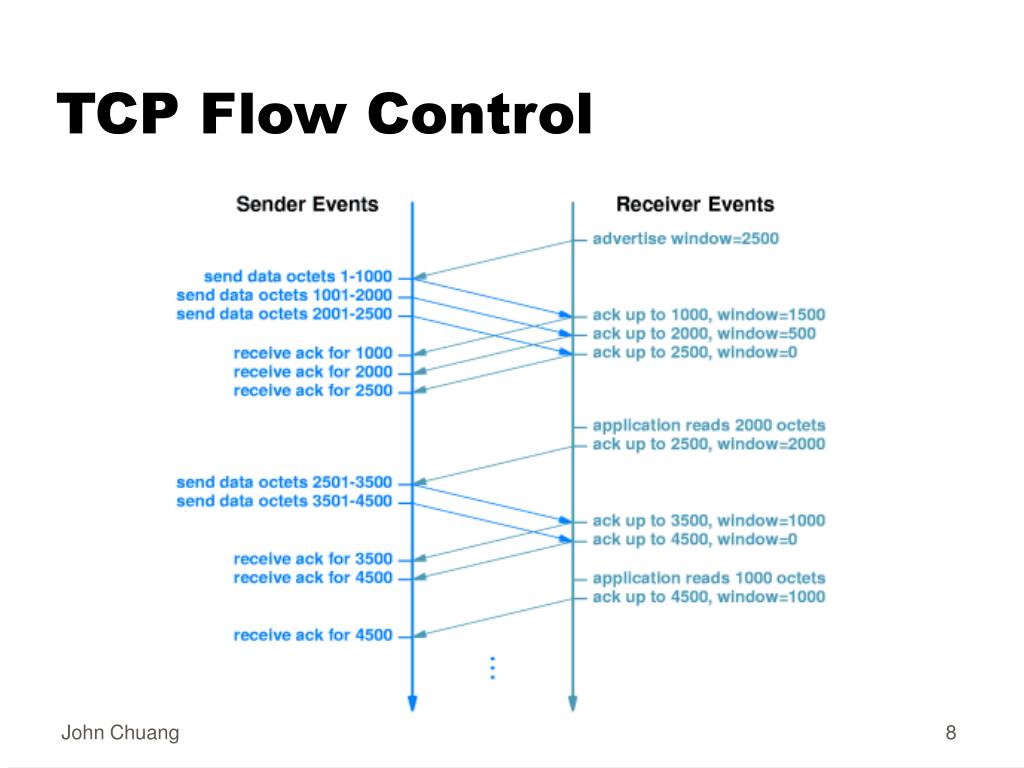 TCP Flow Control
Sender Events
Receiver Events
advertise window=2500
send data octets 1-1000
send data octets 1001-2000
send data octets 2001-2500
ack up to 1000, window=1500
ack up to 2000, window=500
ack up to 2500, window=0
receive ack for 1000
receive ack for 2000
receive ack for 2500
application reads 2000 octets
ack up to 2500, window=2000
send data octets 2501-3500
send data octets 3501-4500
ack up to 3500, window=1000
ack up to 4500, window=0
receive ack for 3500
receive ack for 4500
application reads 1000 octets
ack up to 4500, window=1000
receive ack for 4500
John Chuang
8